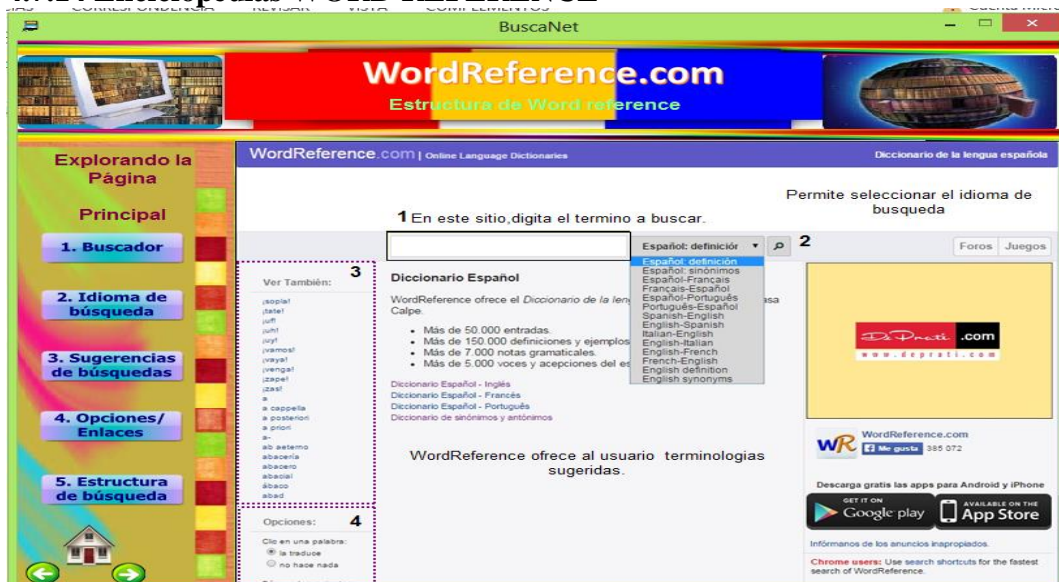 BuscaNet
WordReference.com
Estructura de Word reference
Explorando la
Página
Principal
1. Buscador
2. Idioma de
búsqueda
3. Sugerencias
de búsquedas
4. Opciones/
Enlaces
5. Estructura
de búsqueda
WordReference.com | Online Language Dictionaries
Diccionario de la lengua española
Permite seleccionar el idioma de
busqueda
1 En este sitio,digita el termino a buscar.
Español: definición
2
Foros Juegos
Español: definición
Español: sinónimos
Español-Français
Français-Español
Español-Português
Português-Español
Spanish-English
English-Spanish
Italian-English
English-Italian
English-French
French-English
English definition
English synonyms
3
Ver También:
¡sopla!
¡tate!
¡uf!
¡uh!
¡uy!
¡vamos!
¡vaya!
¡venga!
¡zape!
¡zas!
a
a cappella
a posteriori
a priori
a-
ab aeterno
abacería
abacero
abacial
ábaco
abad
4
Opciones:
Clic en una palabra:
la traduce
no hace nada
Diccionario Español
WordReference ofrece el Diccionario de la
Calpe.
Más de 50.000 entradas.
Más de 150.000 definiciones y ejemplos
Más de 7.000 notas gramaticales.
Más de 5.000 voces y acepciones del
Diccionario Español - Inglés
Diccionario Español - Francés
Diccionario Español - Portugués
Diccionario de sinónimos y antónimos
WordReference ofrece al usuario terminologias
sugeridas.
DePrati .com
www.deprati.com
WR
WordReference.com
Me gusta 385 072
Descarga gratis las apps para Android y iPhone
GET IT ON
Google play
AVAILABLE ON THE
App Store
Infórmanos de los anuncios inapropiados.
Chrome users: Use search shortcuts for the fastest
search of WordReference.